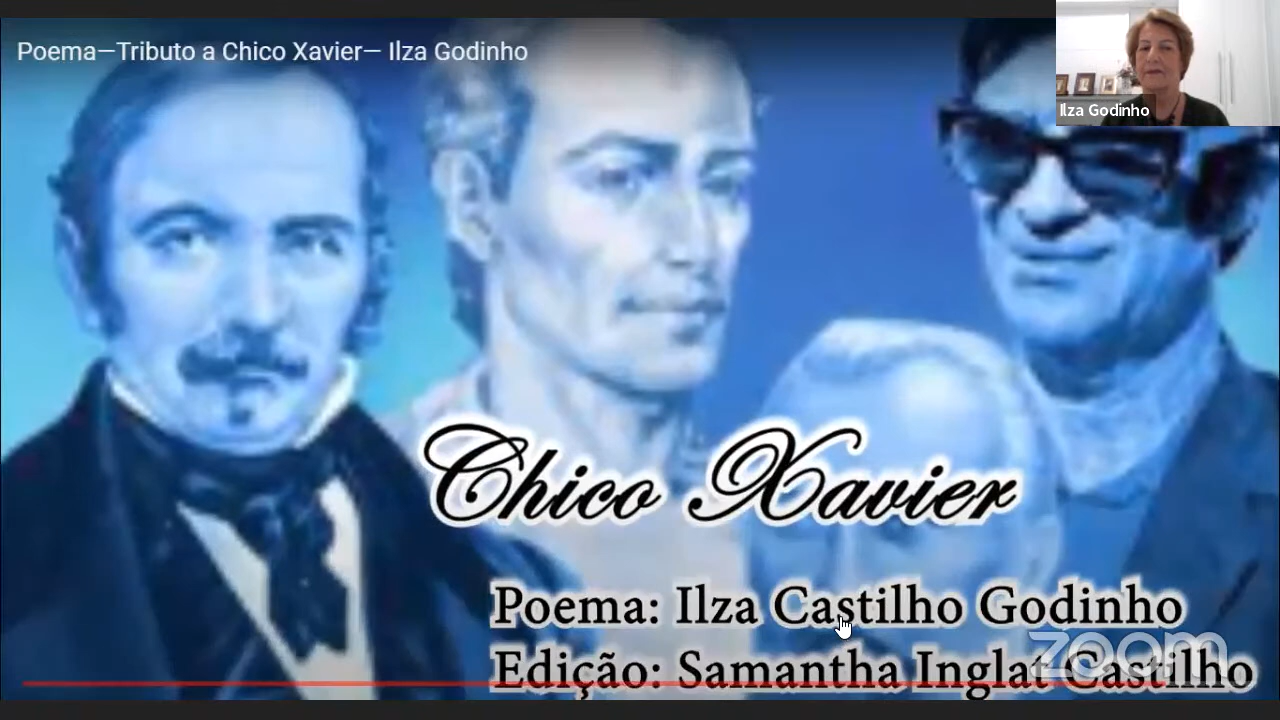 Poema—Tributo a Chico Xavier— Ilza Godinho
Ilza Godinho
Chico Xavier
Poema: Ilza Castilho Godinho
Edição: Samantha Inglat Castilho
zoom